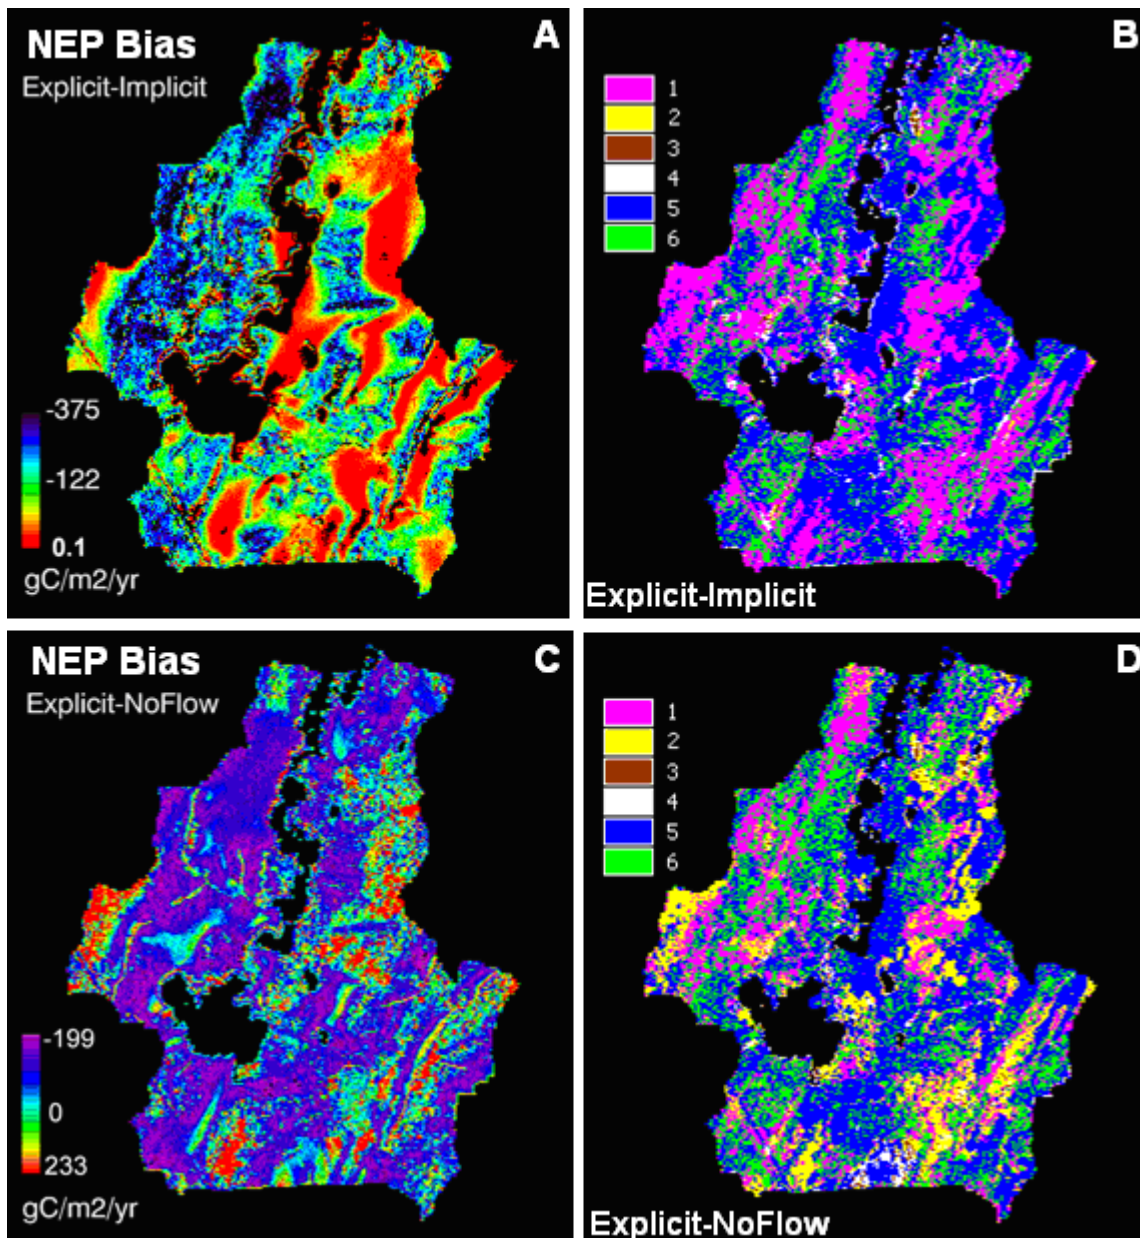 NEP Bias
A
Explicit-Implicit
-375
-122
0.1
gC/m2/yr
B
1
2
3
4
5
6
Explicit-Implicit
NEP Bias
C
Explicit-NoFlow
-199
0
233
gC/m2/yr
D
1
2
3
4
5
6
Explicit-NoFlow